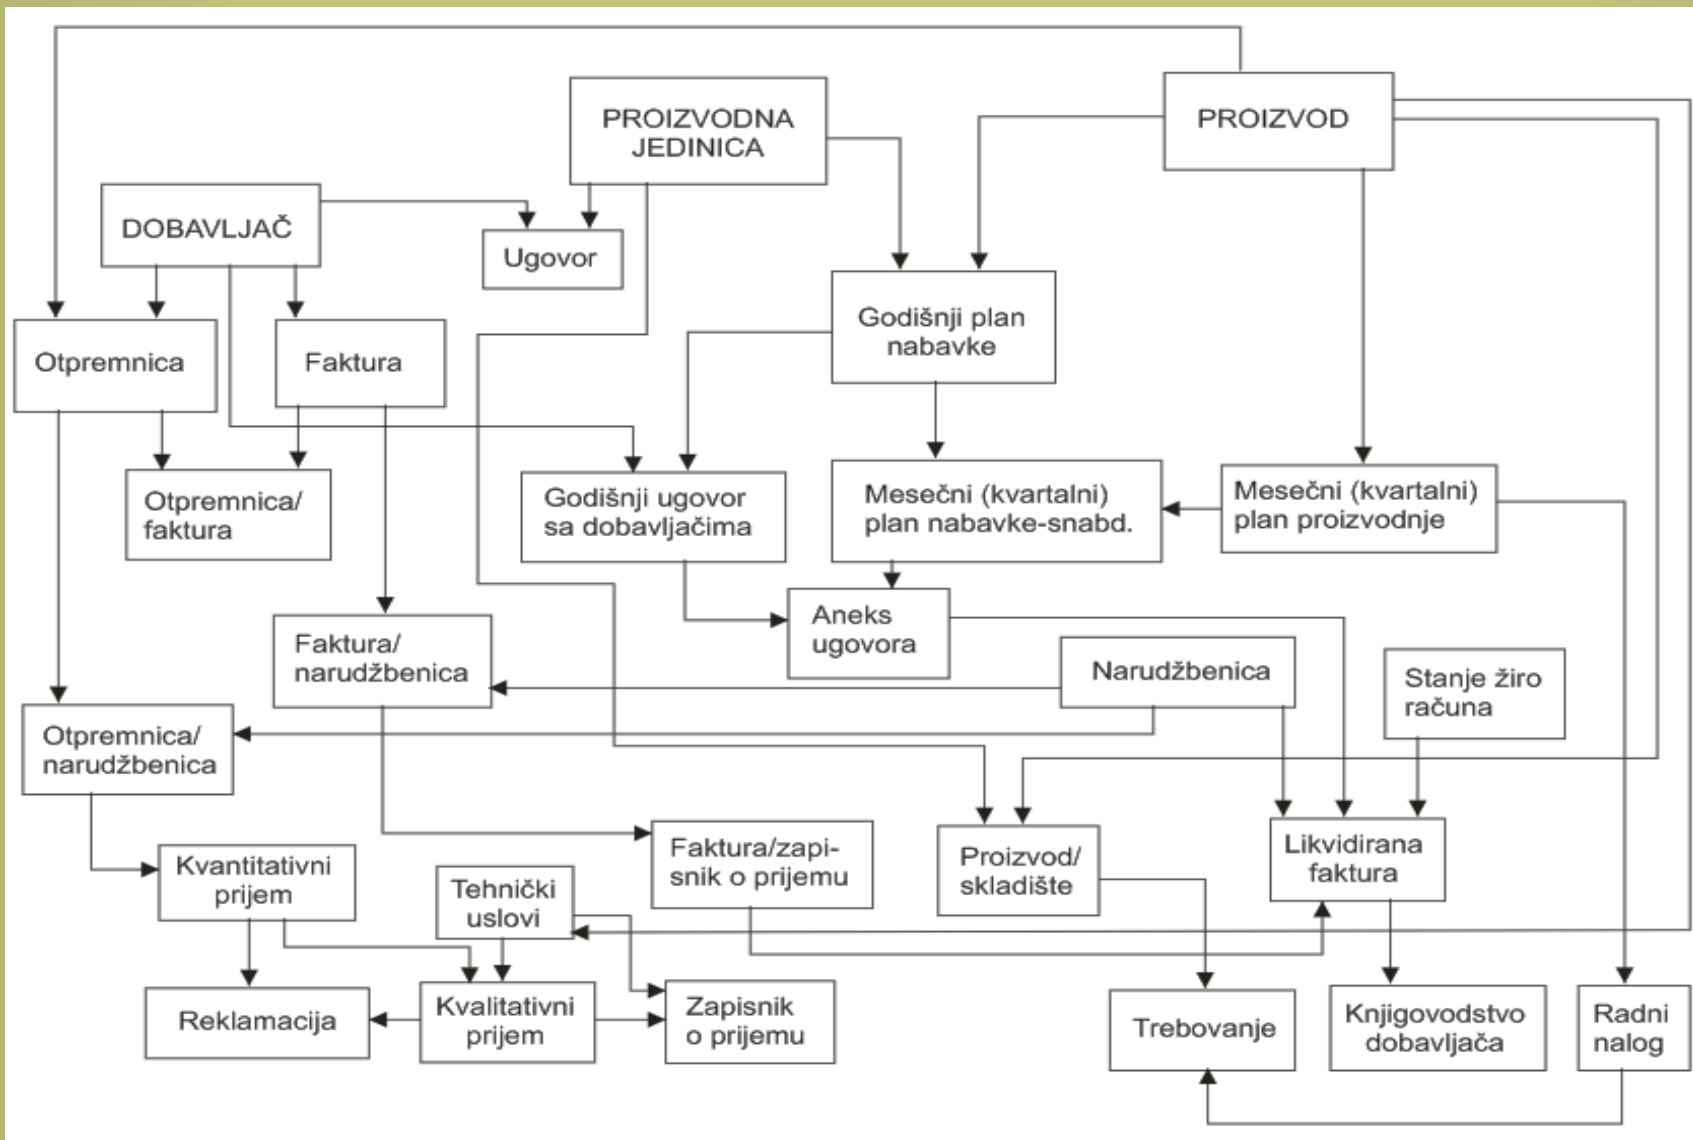 PROIZVODNA
JEDINICA
PROIZVOD
DOBAVLJAČ
Ugovor
Otpremnica
Faktura
Godišnji plan
nabavke
Otpremnica/
faktura
Godišnji ugovor
sa dobavljačima
Mesečni (kvartalni)
plan nabavke-snabd.
Mesečni (kvartalni)
plan proizvodnje
Faktura/
narudžbenica
Aneks
ugovora
Narudžbenica
Stanje žiro
računa
Otpremnica/
narudžbenica
Kvantitativni
prijem
Tehnički
uslovi
Faktura/zapi-
snik o prijemu
Proizvod/
skladište
Likvidirana
faktura
Reklamacija
Kvalitativni
prijem
Zapisnik
o prijemu
Trebovanje
Knjigovodstvo
dobavljača
Radni
nalog